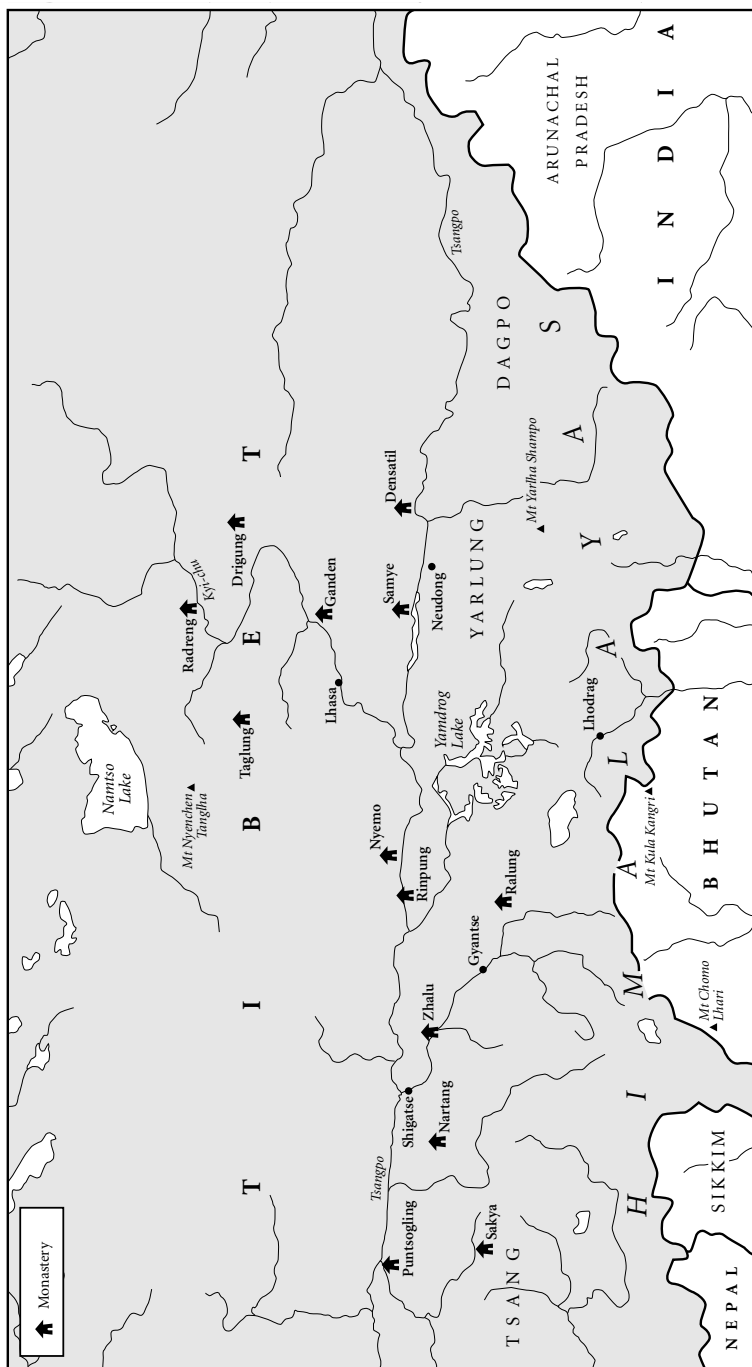 Monastery
Namtso
Lake
Mt Nyenchen
Tanglha
Radreng
Kyi-chu
Drigung
Taglung
T I B E T
Ganden
Lhasa
Densatil
Samye
Neudong
Nyemo
Rinpung
Yamdrog
Lake
Tsangpo
Tsangpo
Puntsogling
Shigatse
Nartang
Zhalu
Gyantse
Ralung
Sakya
TSANG
YARLUNG
DAGPO
Mt Yarlha Shampo
Lhodrag
HIMALAYAS
Mt Kula Kangri
Mt Chomo
Lhari
NEPAL
SIKKIM
BHUTAN
ARUNACHAL
PRADESH
INDIA